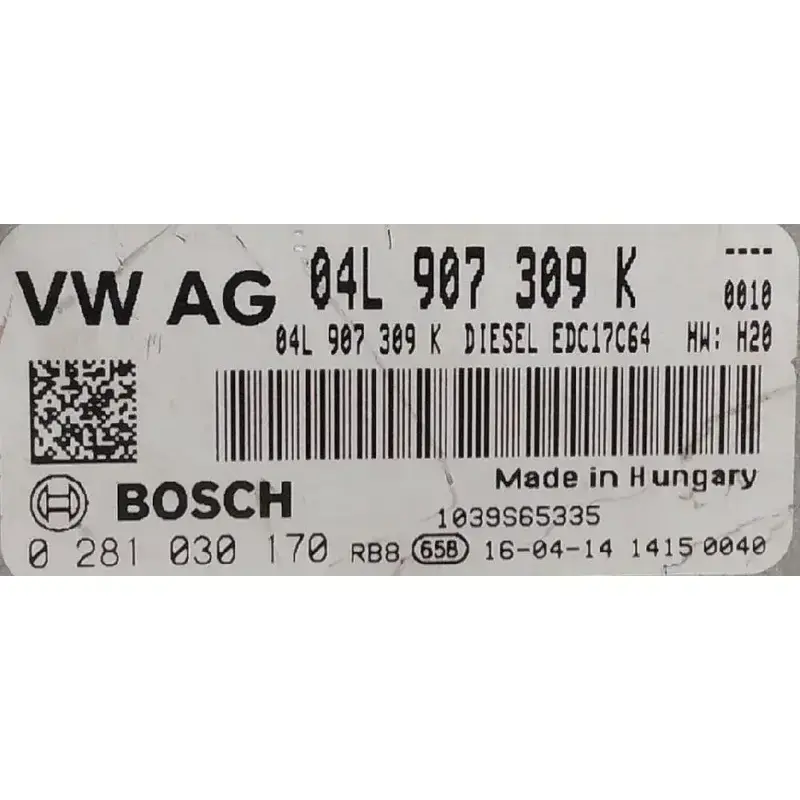 VW AG 04L 907 309 K ----
0010
04L 907 309 K DIESEL EDC17C64 HW: H20
Made in Hungary
BOSCH
1039S65335
0 281 030 170 RB8 658 16-04-14 1415 0040